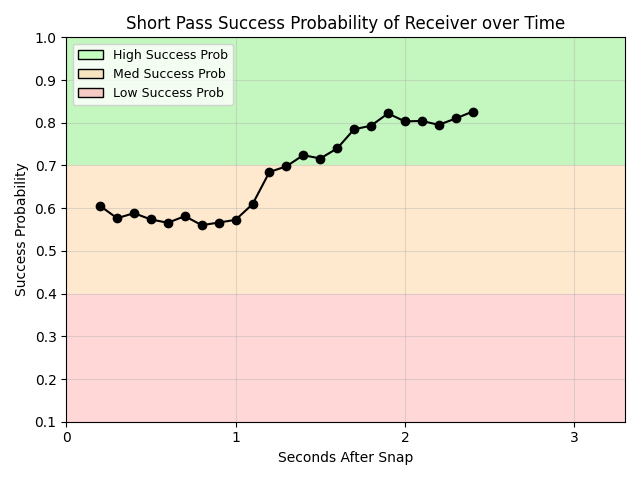 Short Pass Success Probability of Receiver over Time
1.0
High Success Prob
Med Success Prob
Low Success Prob
0.9
0.8
0.7
0.6
0.5
0.4
0.3
0.2
0.1
Success Probability
0
1
2
3
Seconds After Snap